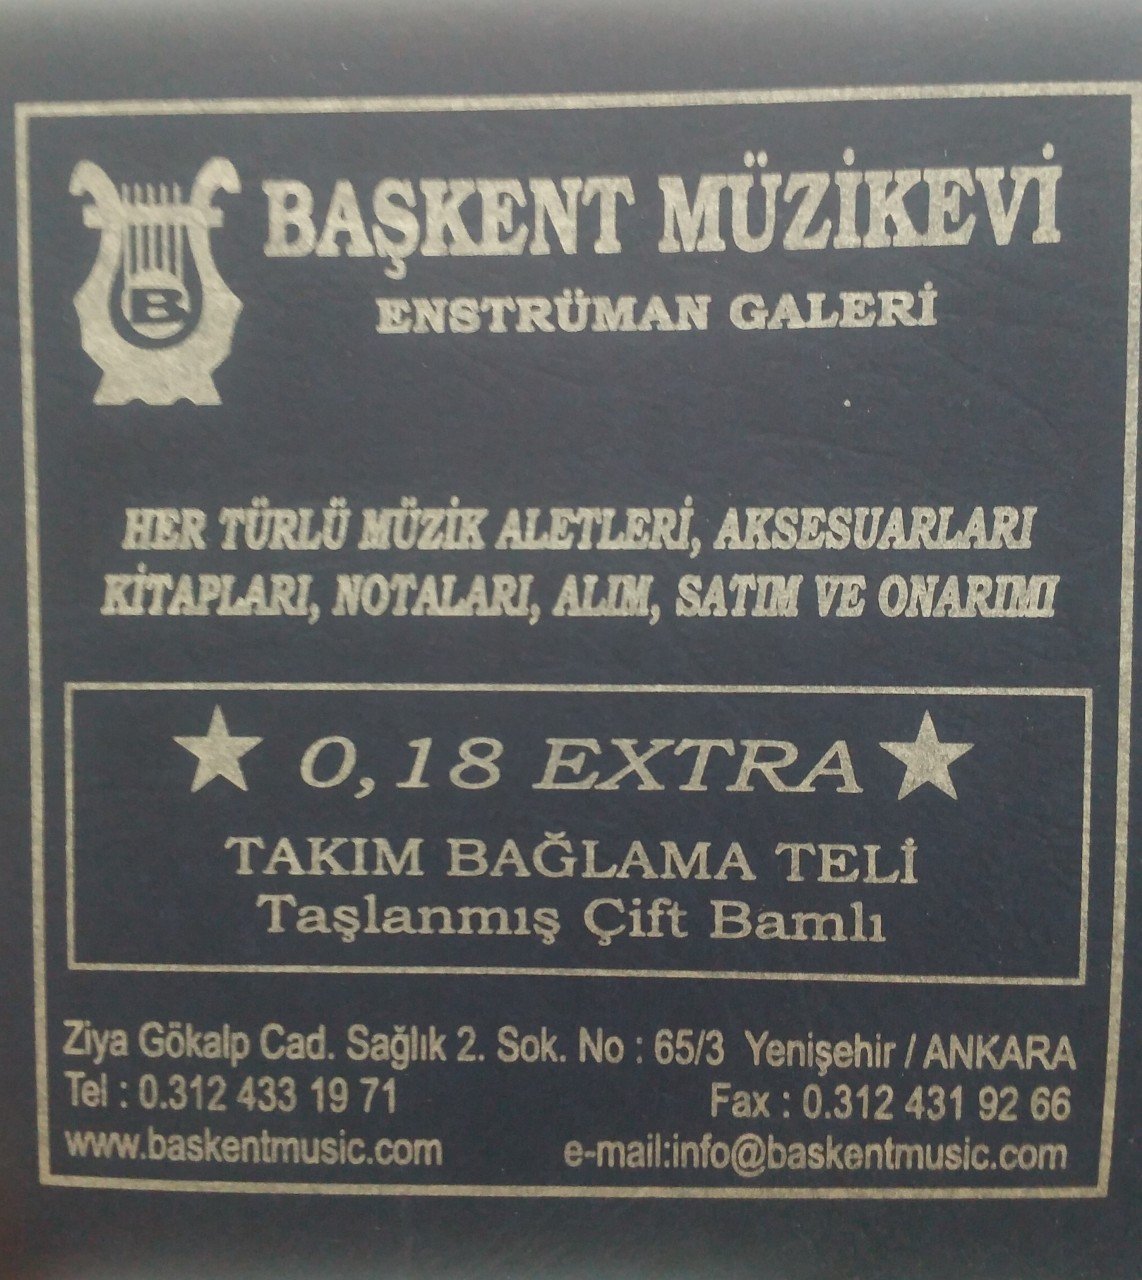 B
BAŞKENT MÜZİKEVİ
ENSTRÜMAN GALERİ
HER TÜRLÜ MÜZİK ALETLERİ, AKSESUARLARI
KİTAPLARI, NOTALARI, ALIM, SATIM VE ONARIMI
★ 0,18 EXTRA ★
TAKIM BAĞLAMA TELİ
Taşlanmış Çift Bamlı
Ziya Gökalp Cad. Sağlık 2. Sok. No : 65/3 Yenişehir / ANKARA
Tel : 0.312 433 19 71 Fax : 0.312 431 92 66
www.baskentmusic.com e-mail:info@baskentmusic.com